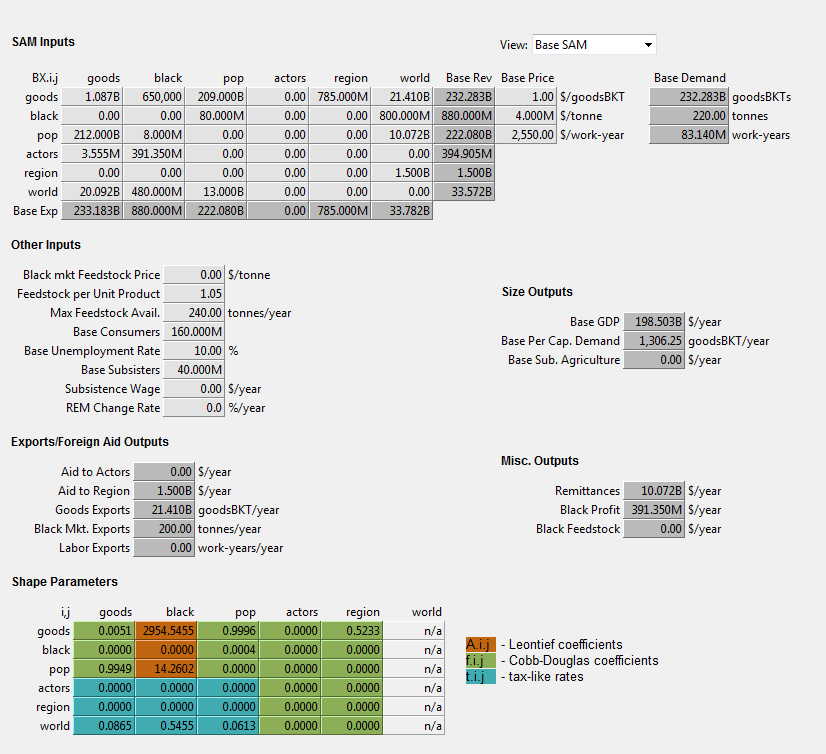 SAM Inputs
View: Base SAM
BX.i.j goods black pop actors region world Base Rev Base Price Base Demand
goods 1.087B 650,000 209.000B 0.00 785.000M 21.410B 232.283B 1.00 $/goodsBKT 232.283B goodsBKTs
black 0.00 0.00 80.000M 0.00 0.00 800.000M 880.000M 4.000M $/tonne 220.00 tonnes
pop 212.000B 8.000M 0.00 0.00 0.00 10.072B 222.080B 2,550.00 $/work-year 83.140M work-years
actors 3.555M 391.350M 0.00 0.00 0.00 0.00 394.905M
region 0.00 0.00 0.00 0.00 0.00 1.500B 1.500B
world 20.092B 480.000M 13.000B 0.00 0.00 0.00 33.572B
Base Exp 233.183B 880.000M 222.080B 0.00 785.000M 33.782B
Other Inputs
Black mkt Feedstock Price 0.00 $/tonne
Feedstock per Unit Product 1.05
Max Feedstock Avail. 240.00 tonnes/year
Base Consumers 160.000M
Base Unemployment Rate 10.00 %
Base Subsisters 40.000M
Subsistence Wage 0.00 $/year
REM Change Rate 0.0 %/year
Size Outputs
Base GDP 198.503B $/year
Base Per Cap. Demand 1,306.25 goodsBKT/year
Base Sub. Agriculture 0.00 $/year
Exports/Foreign Aid Outputs
Aid to Actors 0.00 $/year
Aid to Region 1.500B $/year
Goods Exports 21.410B goodsBKT/year
Black Mkt. Exports 200.00 tonnes/year
Labor Exports 0.00 work-years/year
Misc. Outputs
Remittances 10.072B $/year
Black Profit 391.350M $/year
Black Feedstock 0.00 $/year
Shape Parameters
i,j goods black pop actors region world
goods 0.0051 2954.5455 0.9996 0.0000 0.5233 n/a
black 0.0000 0.0000 0.0004 0.0000 0.0000 n/a
pop 0.9949 14.2602 0.0000 0.0000 0.0000 n/a
actors 0.0000 0.0000 0.0000 0.0000 0.0000 n/a
region 0.0000 0.0000 0.0000 0.0000 0.0000 n/a
world 0.0865 0.5455 0.0613 0.0000 0.0000 n/a
A.i.j - Leontief coefficients
f.i.j - Cobb-Douglas coefficients
t.i.j - tax-like rates